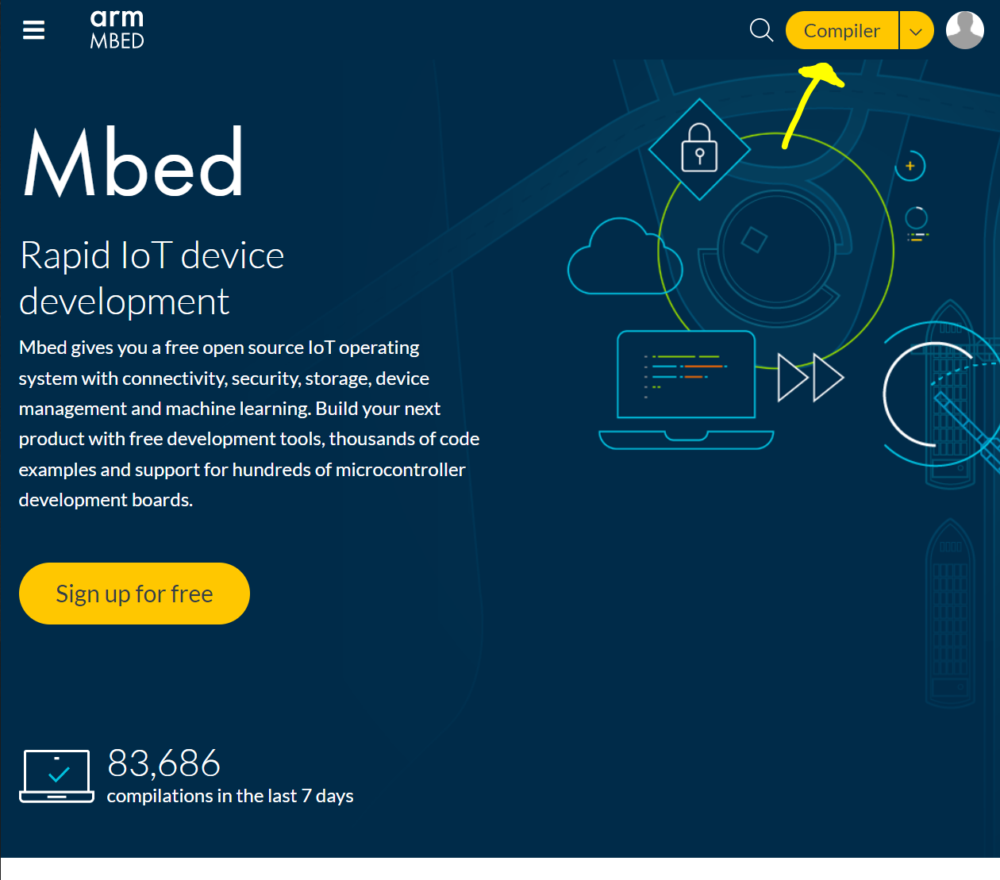 arm
MBED
Compiler
Mbed
Rapid IoT device
development
Mbed gives you a free open source IoT operating
system with connectivity, security, storage, device
management and machine learning. Build your next
product with free development tools, thousands of code
examples and support for hundreds of microcontroller
development boards.
Sign up for free
83,686
compilations in the last 7 days